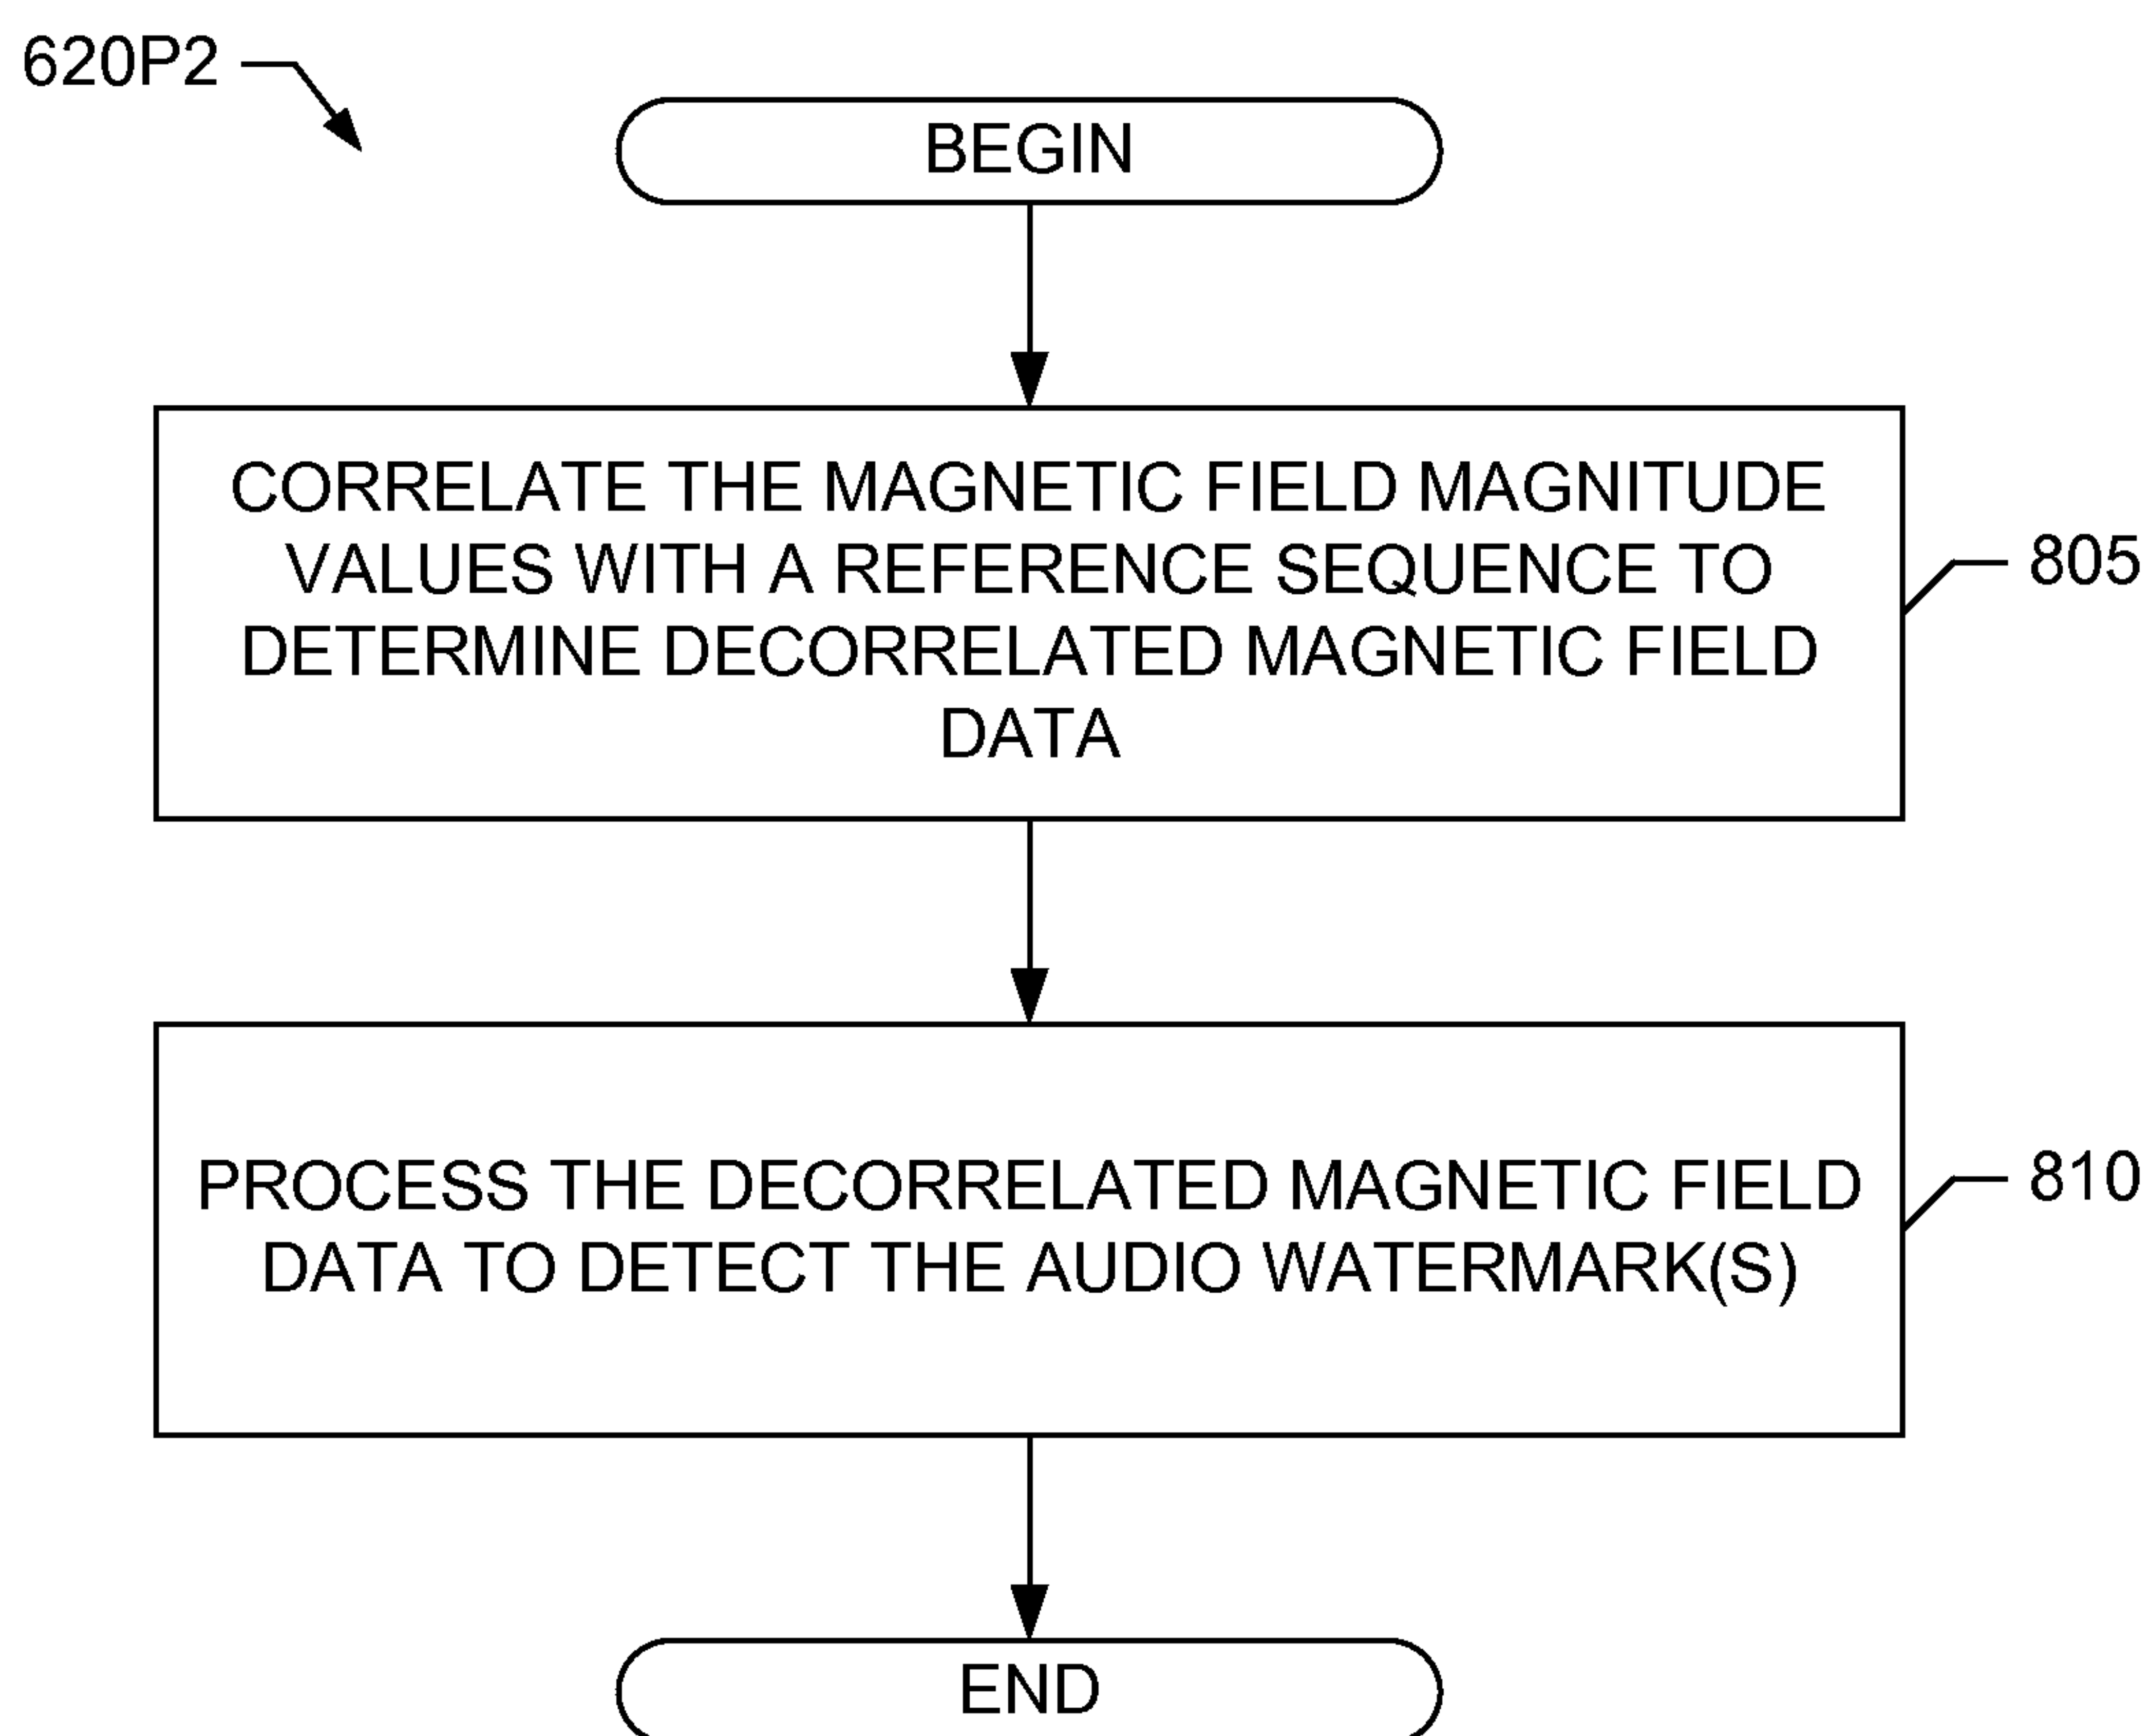 620P2
BEGIN
CORRELATE THE MAGNETIC FIELD MAGNITUDE
VALUES WITH A REFERENCE SEQUENCE TO
DETERMINE DECORRELATED MAGNETIC FIELD
DATA
805
PROCESS THE DECORRELATED MAGNETIC FIELD
DATA TO DETECT THE AUDIO WATERMARK(S)
810
END